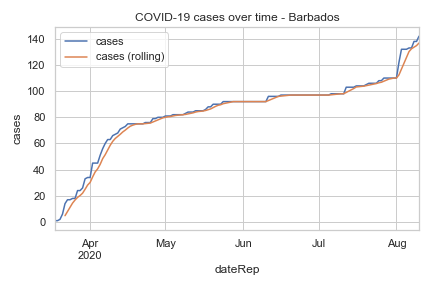 COVID-19 cases over time - Barbados
cases
cases (rolling)
140
120
100
80
60
40
20
0
cases
Apr
2020
May
Jun
Jul
Aug
dateRep